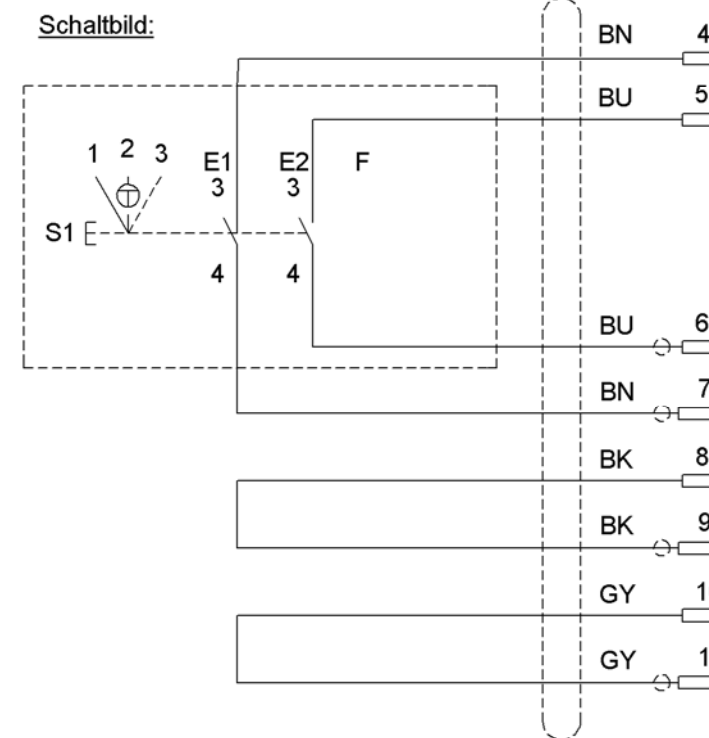 Schaltbild:
BN 4
BU 5
1 2 3
E1 E2 F
3 3
S1
4 4
BU 6
BN 7
BK 8
BK 9
GY 1
GY 1